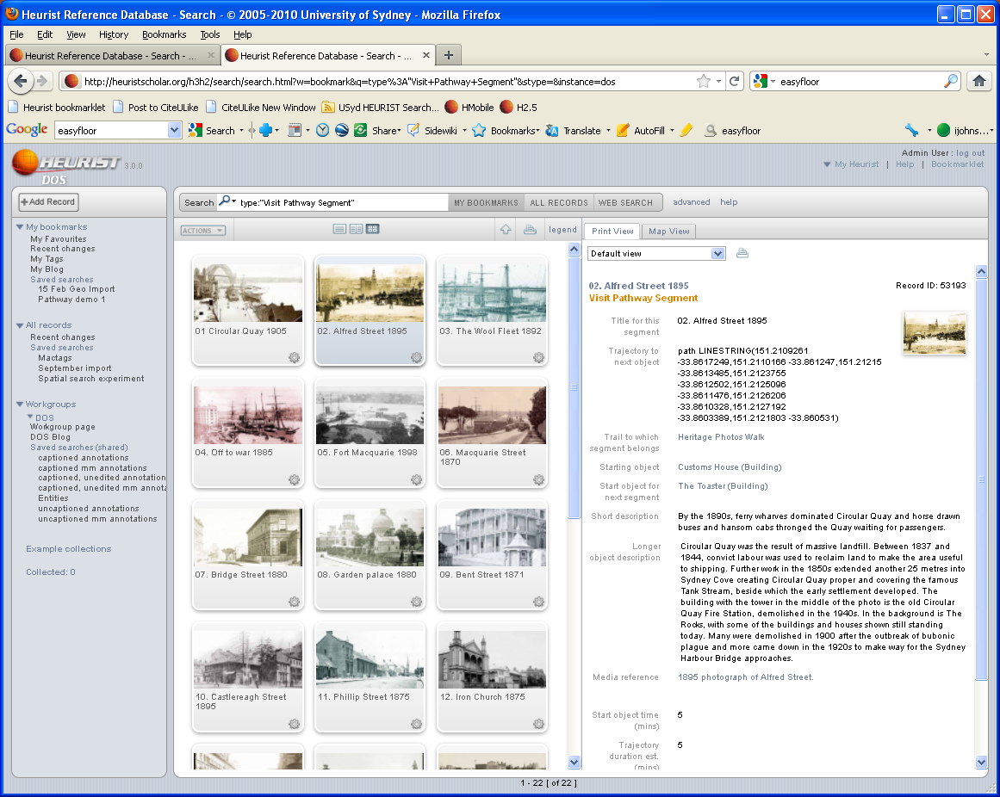 Heurist Reference Database - Search - © 2005-2010 University of Sydney - Mozilla Firefox
File Edit View History Bookmarks Tools Help
Heurist Reference Database - Search - ...
Heurist Reference Database - Search - ...
http://heuristscholar.org/h3h2/search/search.html?w=bookmark&q=type%3A"Visit+Pathway+Segment"&stype=&instance=dos
easyfloor
Heurist bookmarklet Post to CiteULike CiteULike New Window USyd HEURIST Search... HMobile H2.5
Google easyfloor Search Share Sidewiki Bookmarks Translate AutoFill easyfloor ijohns...
HEURIST 3.0.0
DOS
Admin User : log out
My Heurist | Help | Bookmarklet
Add Record
My bookmarks
My Favourites
Recent changes
My Tags
My Blog
Saved searches
15 Feb Geo Import
Pathway demo 1
All records
Recent changes
Saved searches
Mactags
September import
Spatial search experiment
Workgroups
DOS
Workgroup page
DOS Blog
Saved searches (shared)
captioned annotations
captioned mm annotations
captioned, unedited annotation
captioned, unedited mm annota
Entities
uncaptioned annotations
uncaptioned mm annotations
Example collections
Collected: 0
Search type:"Visit Pathway Segment" MY BOOKMARKS ALL RECORDS WEB SEARCH advanced help
ACTIONS legend
01 Circular Quay 1905
02. Alfred Street 1895
03. The Wool Fleet 1892
04. Off to war 1885
05. Fort Macquarie 1898
06. Macquarie Street
1870
07. Bridge Street 1880
08. Garden palace 1880
09. Bent Street 1871
10. Castlereagh Street
1895
11. Phillip Street 1875
12. Iron Church 1875
Print View Map View
Default view
02. Alfred Street 1895 Record ID: 53193
Visit Pathway Segment
Title for this
segment
02. Alfred Street 1895
Trajectory to
next object
path LINESTRING(151.2109261
-33.8617249,151.2110166 -33.861247,151.21215
-33.8613485,151.2123755
-33.8612502,151.2125096
-33.8611476,151.2126206
-33.8610328,151.2127192
-33.8603389,151.2121803 -33.860531)
Trail to which
segment belongs
Heritage Photos Walk
Starting object
Customs House (Building)
Start object for
next segment
The Toaster (Building)
Short description
By the 1890s, ferry wharves dominated Circular Quay and horse drawn
buses and hansom cabs thronged the Quay waiting for passengers.
Longer
object description
Circular Quay was the result of massive landfill. Between 1837 and
1844, convict labour was used to reclaim land to make the area useful
to shipping. Further work in the 1850s extended another 25 metres into
Sydney Cove creating Circular Quay proper and covering the famous
Tank Stream, beside which the early settlement developed. The
building with the tower in the middle of the photo is the old Circular
Quay Fire Station, demolished in the 1940s. In the background is The
Rocks, with some of the buildings and houses shown still standing
today. Many were demolished in 1900 after the outbreak of bubonic
plague and more came down in the 1920s to make way for the Sydney
Harbour Bridge approaches.
Media reference
1895 photograph of Alfred Street.
Start object time
(mins)
5
Trajectory
duration est.
(mins)
5
1 - 22 [ of 22 ]